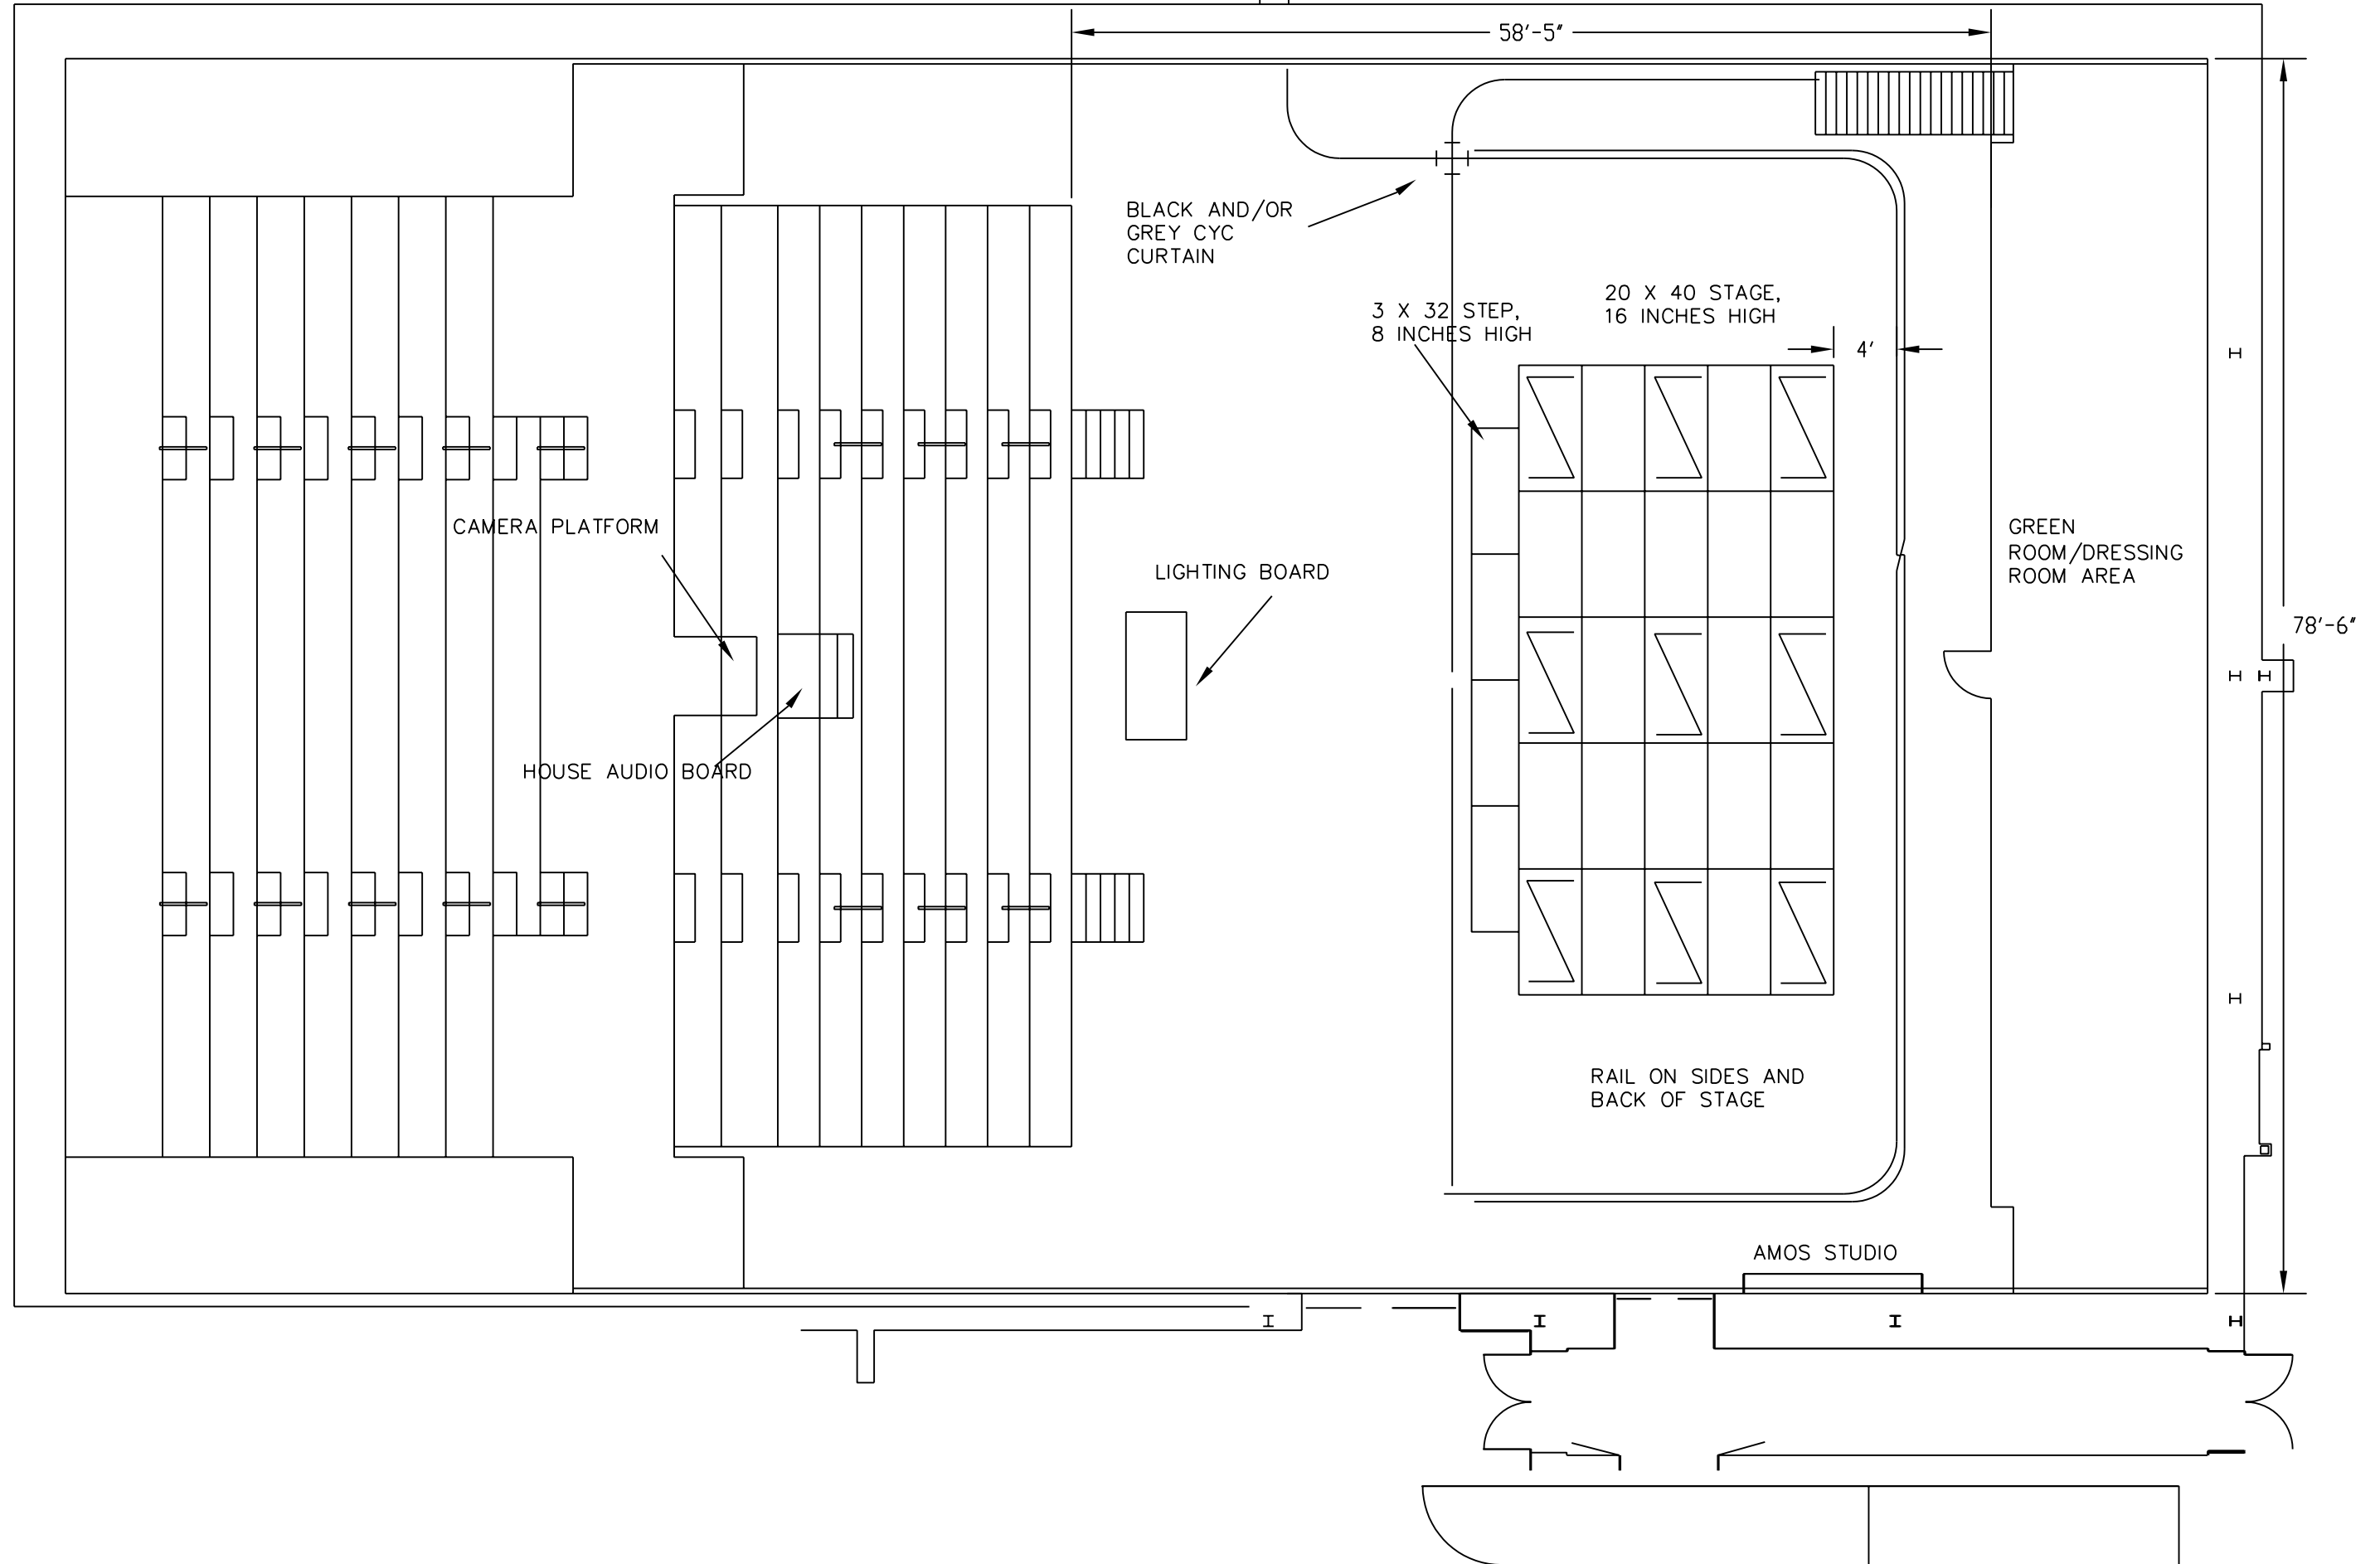 58'-5"
BLACK AND/OR
GREY CYC
CURTAIN
3 X 32 STEP,
8 INCHES HIGH
20 X 40 STAGE,
16 INCHES HIGH
4'
CAMERA PLATFORM
LIGHTING BOARD
GREEN
ROOM/DRESSING
ROOM AREA
78'-6"
HOUSE AUDIO BOARD
RAIL ON SIDES AND
BACK OF STAGE
AMOS STUDIO